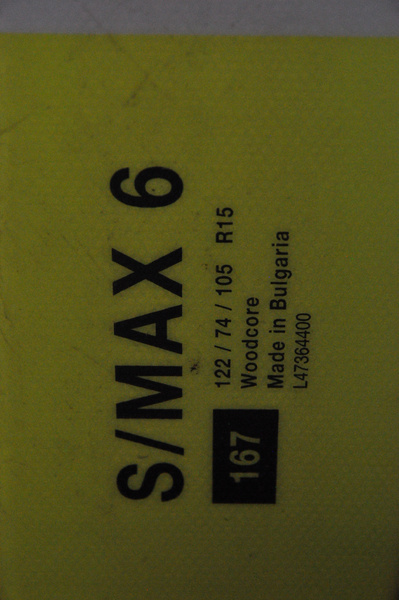 S/MAX 6
167
122 / 74 / 105 R15
Woodcore
Made in Bulgaria
L47364400